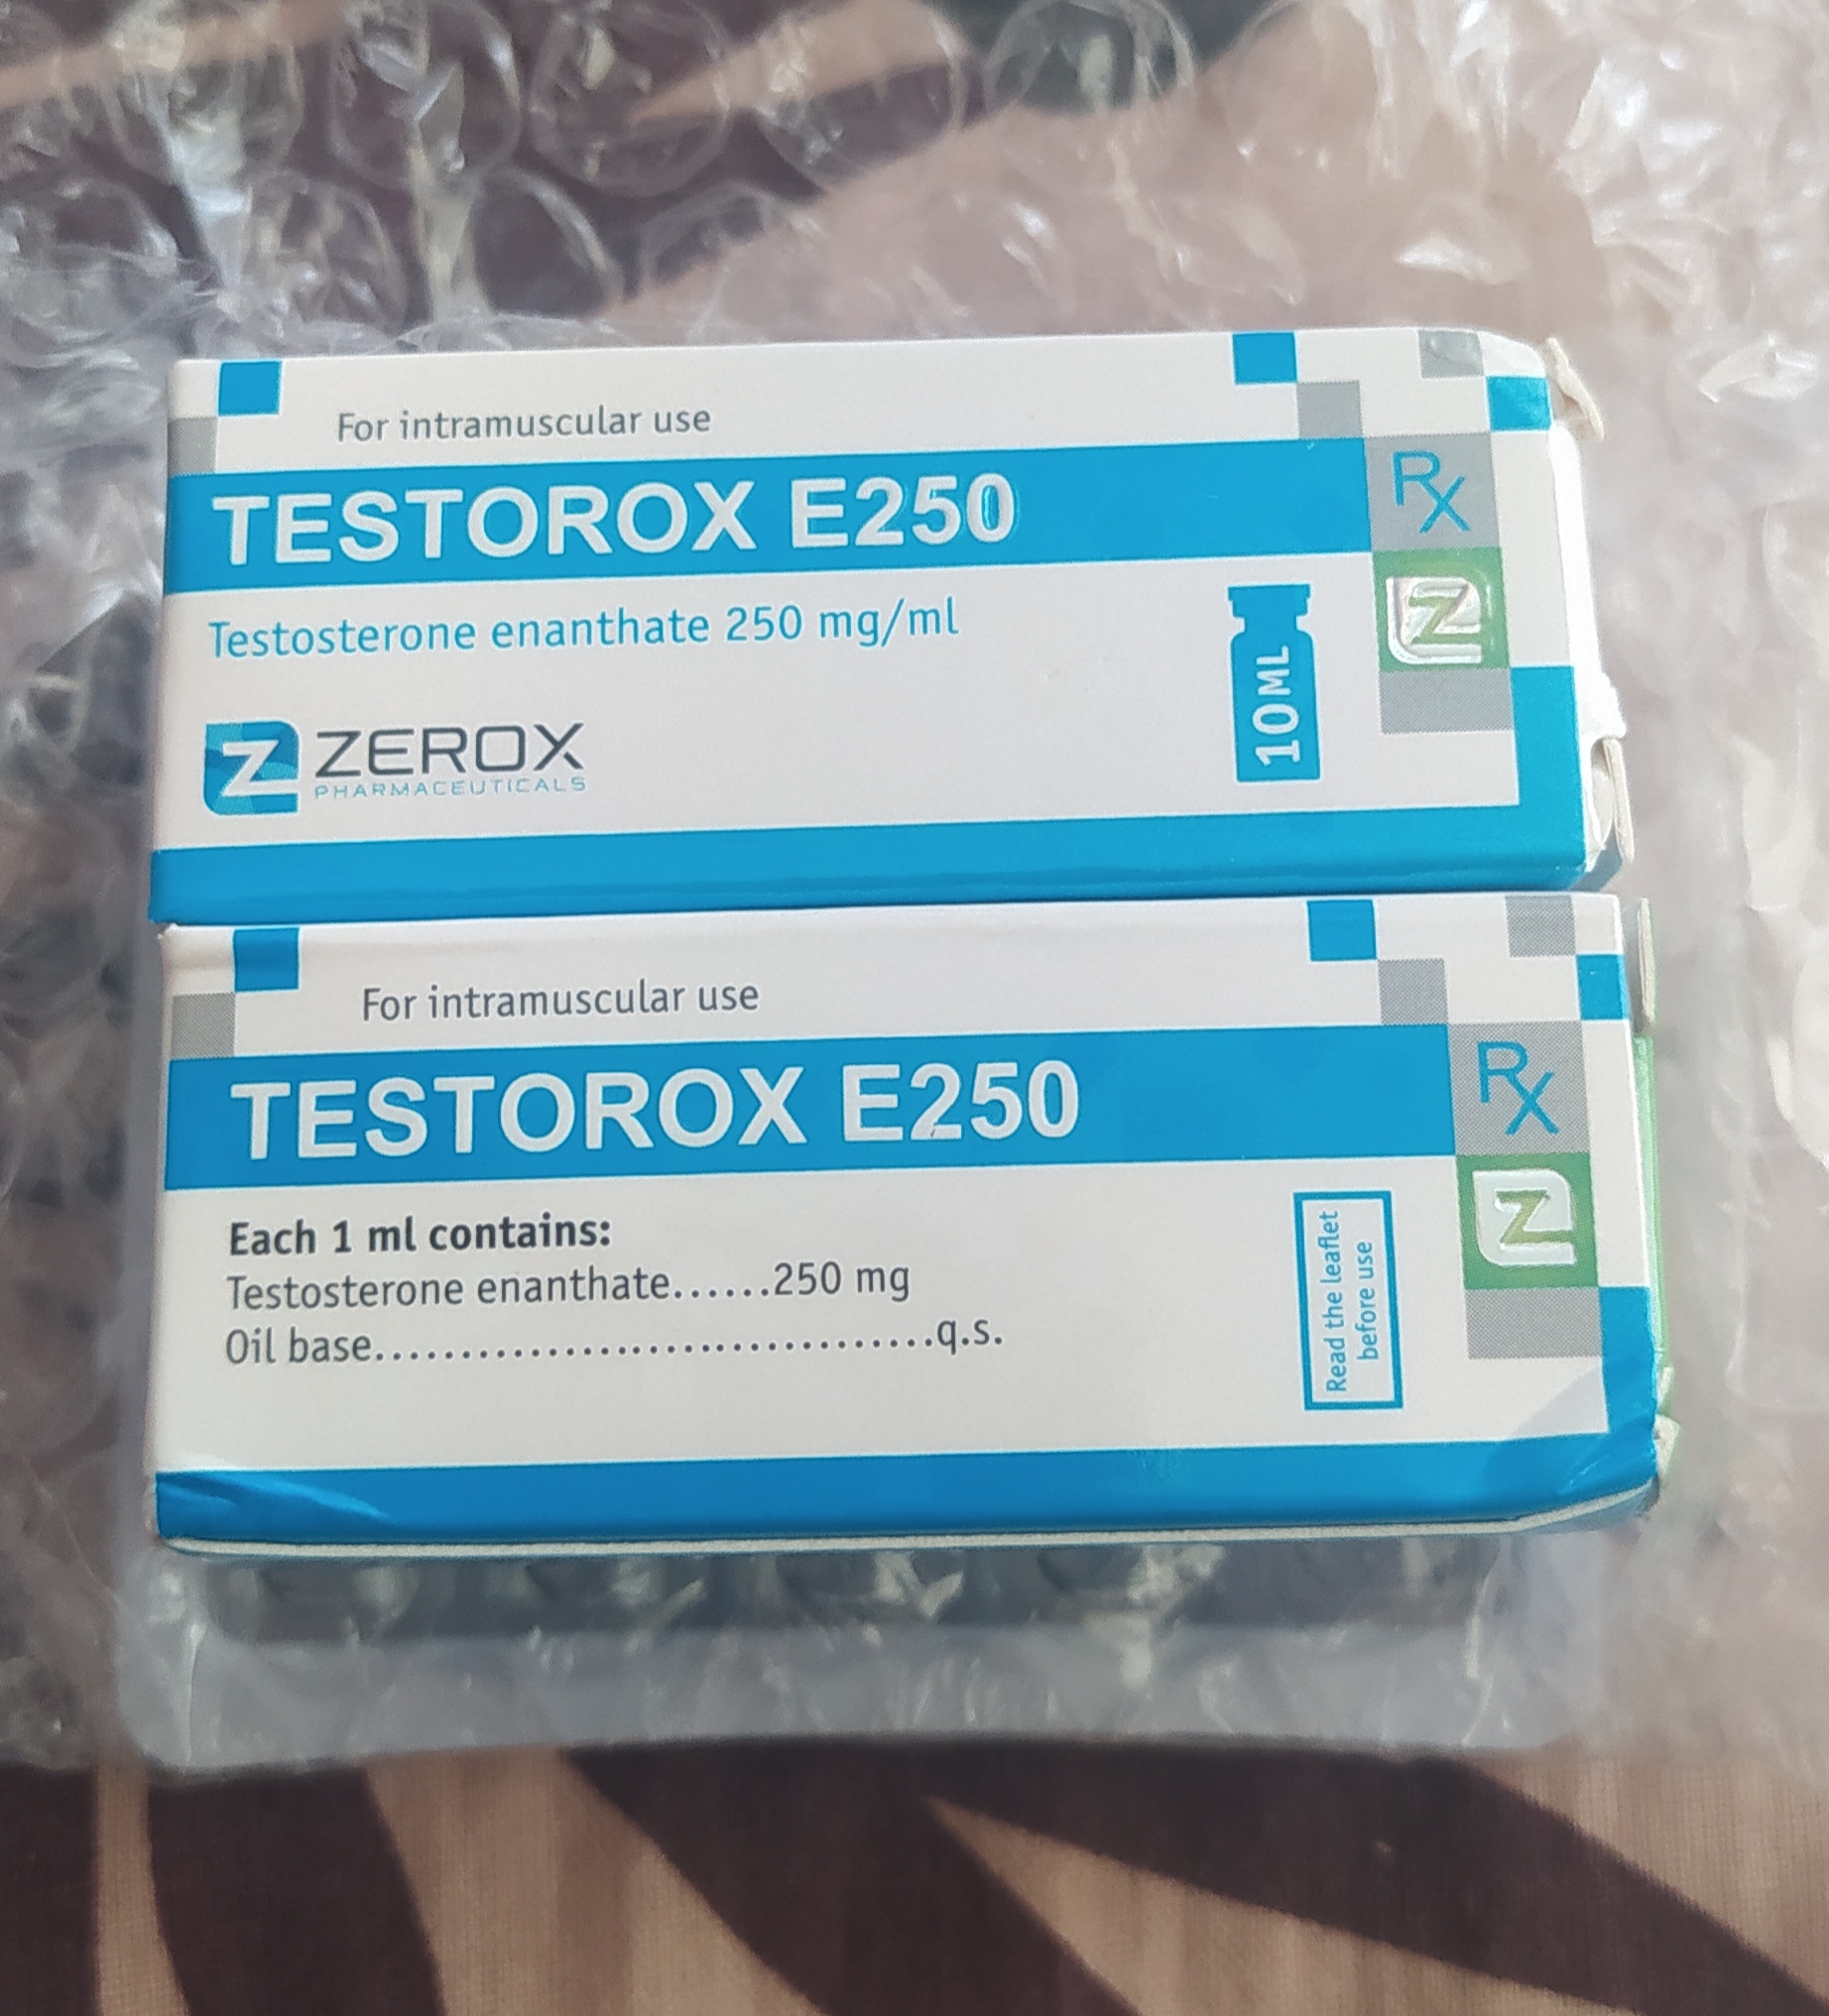 For intramuscular use
TESTOROX E250
Rx
Testosterone enanthate 250 mg/ml
Z
Z ZEROX
PHARMACEUTICALS
10ML
For intramuscular use
TESTOROX E250
Rx
Each 1 ml contains:
Testosterone enanthate......250 mg
Oil base.................................q.s.
Read the leaflet
before use
Z